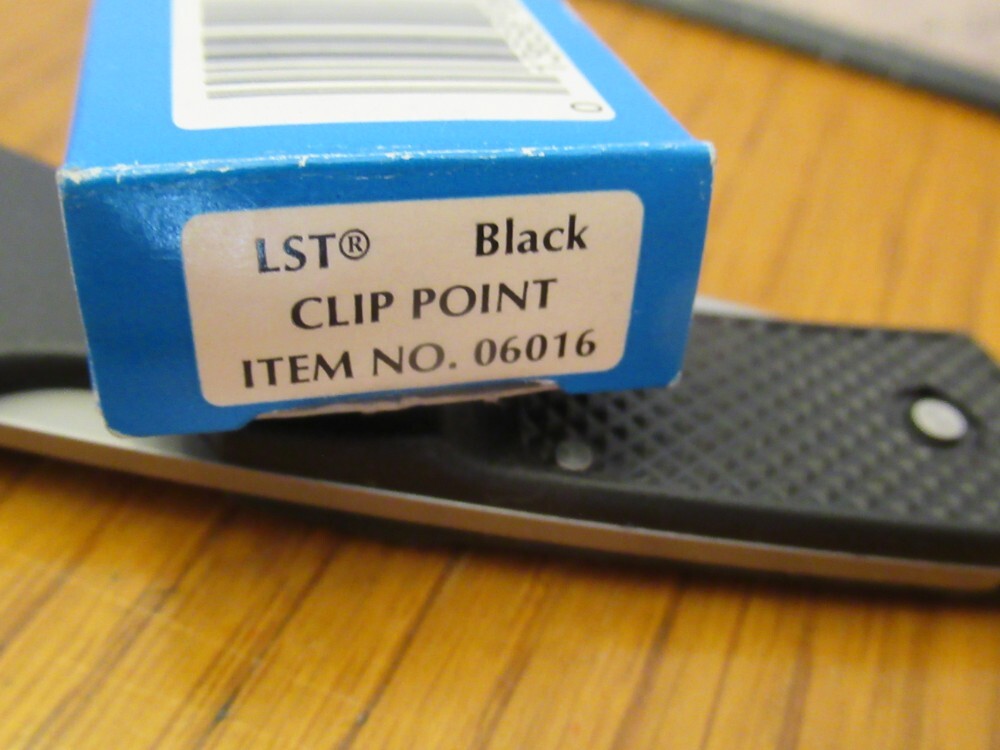 LST® Black
CLIP POINT
ITEM NO. 06016